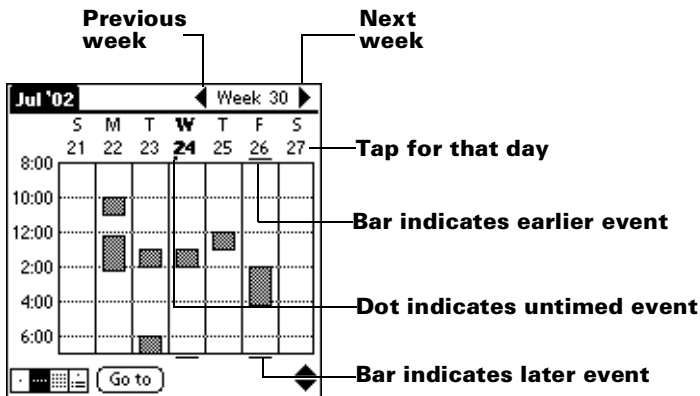 Previous week
Next week
Jul '02
Week 30
S M T W T F S
21 22 23 24 25 26 27
Tap for that day
8:00
10:00
Bar indicates earlier event
12:00
2:00
4:00
Dot indicates untimed event
6:00
Go to
Bar indicates later event